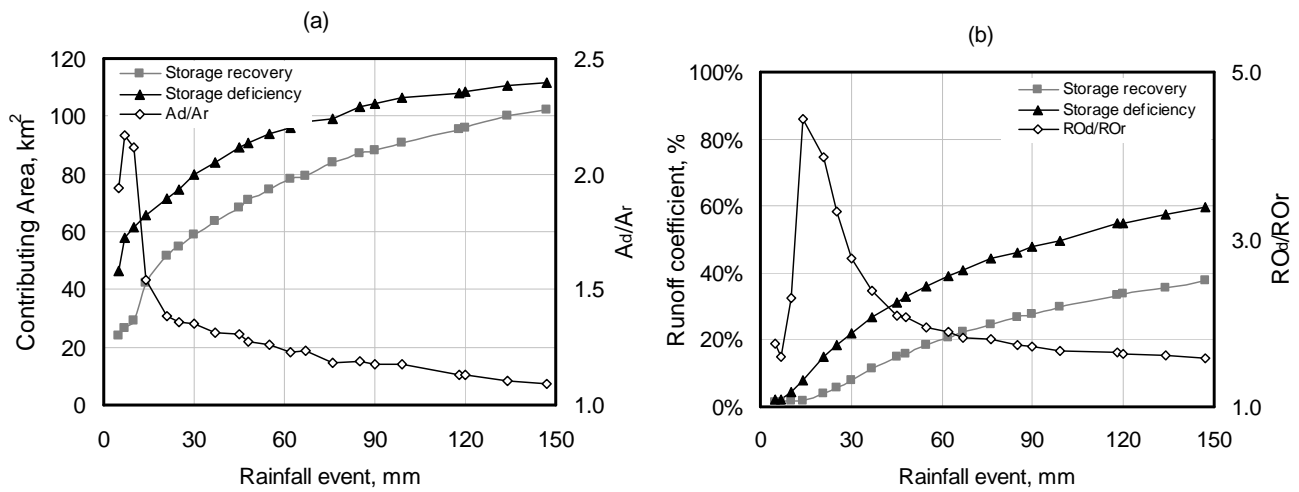 (a)
120
100
80
60
40
20
0
Contributing Area, km²
Storage recovery
Storage deficiency
Ad/Ar
2.5
2.0
1.5
1.0
Ad/Ar
0 30 60 90 120 150
Rainfall event, mm
(b)
100%
80%
60%
40%
20%
0%
Runoff coefficient, %
Storage recovery
Storage deficiency
ROd/ROr
5.0
3.0
1.0
ROd/ROr
0 30 60 90 120 150
Rainfall event, mm